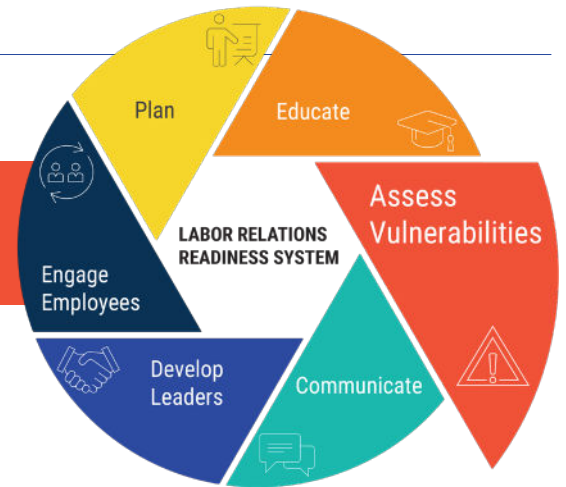 Plan
Educate
Assess
Vulnerabilities
LABOR RELATIONS
READINESS SYSTEM
Engage
Employees
Develop
Leaders
Communicate